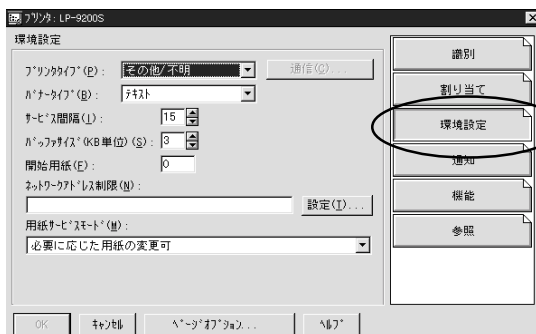 ﾌﾟﾘﾝﾀ: LP-9200S
環境設定
ﾌﾟﾘﾝﾀﾀｲﾌﾟ(P): その他/不明 通信(C)...
ﾊﾞﾅｰﾀｲﾌﾟ(B): ﾃｷｽﾄ
ｻｰﾋﾞｽ間隔(I): 15
ﾊﾞｯﾌｧｻｲｽﾞ(KB単位)(S): 3
開始用紙(F): 0
ﾈｯﾄﾜｰｸｱﾄﾞﾚｽ制限(N):
設定(T)...
用紙ｻｰﾋﾞｽﾓｰﾄﾞ(M):
必要に応じた用紙の変更可
OK ｷｬﾝｾﾙ ﾍﾟｰｼﾞｵﾌﾟｼｮﾝ... ﾍﾙﾌﾟ
識別
割り当て
環境設定
通知
機能
参照